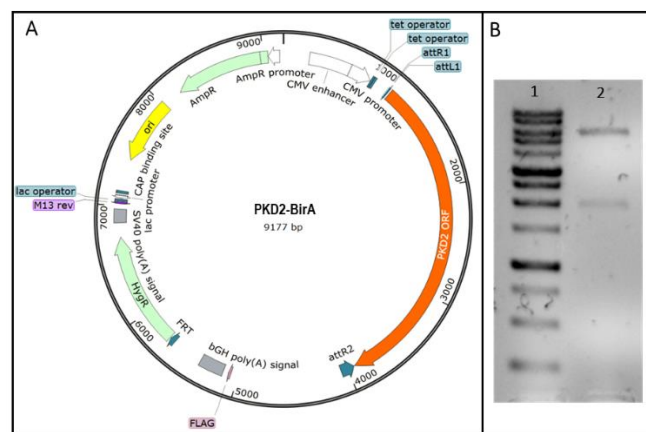 A
B
tet operator
tet operator
attR1
attL1
1000
2000
3000
4000
5000
6000
7000
8000
9000
CMV enhancer
CMV promoter
PKD2 ORF
attR2
FLAG
bGH poly(A) signal
FRT
HygR
SV40 poly(A) signal
M13 rev
lac operator
lac promoter
CAP binding site
ori
AmpR
AmpR promoter
PKD2-BirA
9177 bp
1
2